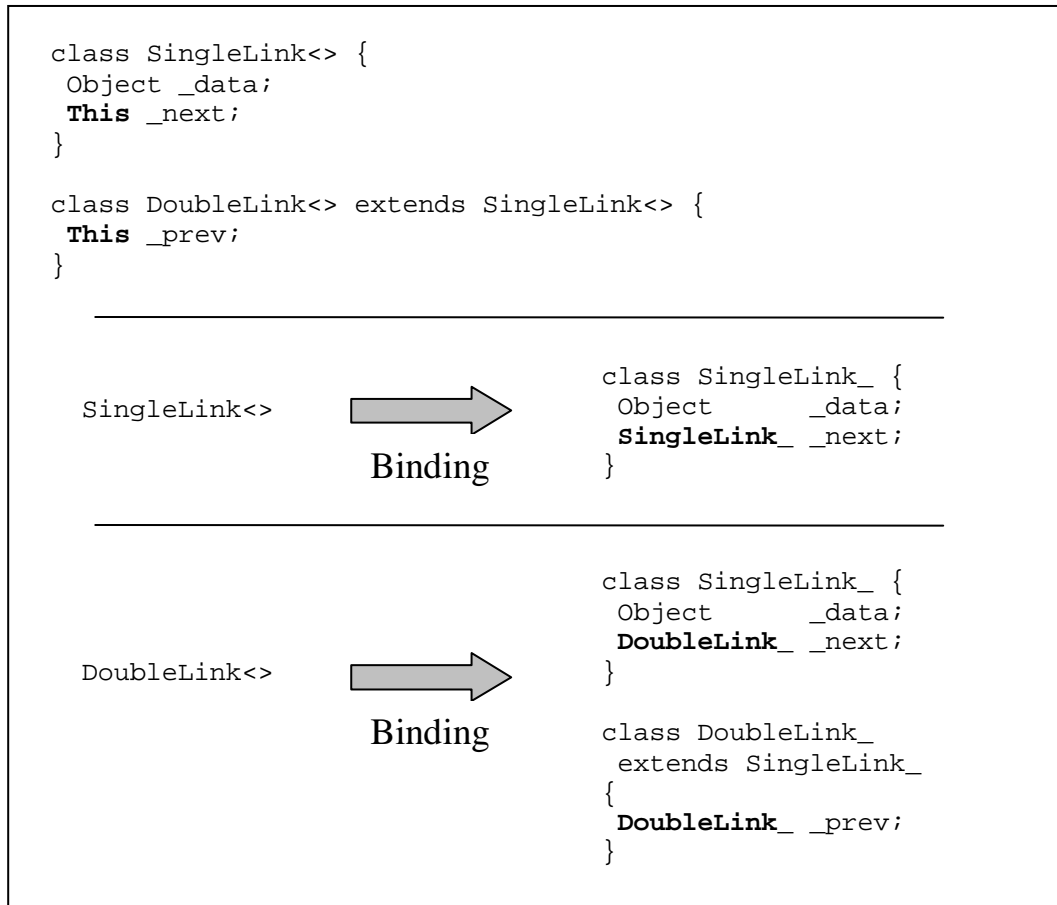 class SingleLink<> {
Object _data;
This _next;
}
class DoubleLink<> extends SingleLink<> {
This _prev;
}
SingleLink<>
Binding
class SingleLink_ {
Object _data;
SingleLink_ _next;
}
DoubleLink<>
Binding
class SingleLink_ {
Object _data;
DoubleLink_ _next;
}
class DoubleLink_
extends SingleLink_
{
DoubleLink_ _prev;
}